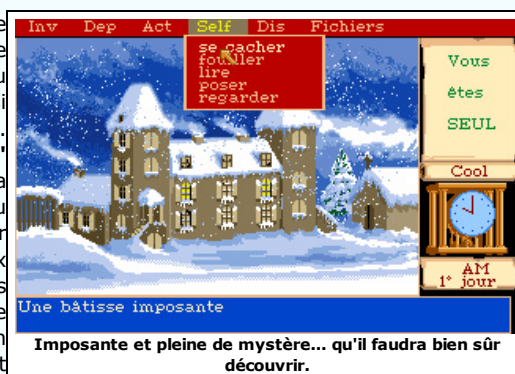 Inv Dep Act Self Dis Fichiers
se cacher
fouiller
lire
poser
regarder
Vous
êtes
SEUL
Cool
AM
1° jour
Une bâtisse imposante
Imposante et pleine de mystère... qu'il faudra bien sûr
découvrir.